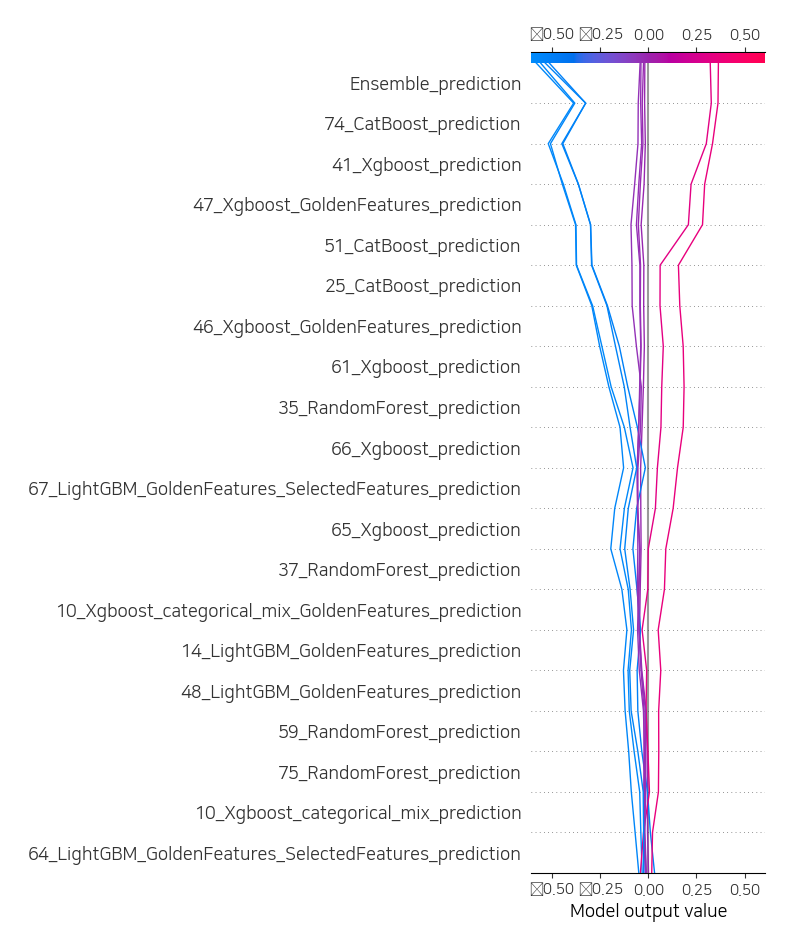 0.50 0.25 0.00 0.25 0.50
Ensemble_prediction
74_CatBoost_prediction
41_Xgboost_prediction
47_Xgboost_GoldenFeatures_prediction
51_CatBoost_prediction
25_CatBoost_prediction
46_Xgboost_GoldenFeatures_prediction
61_Xgboost_prediction
35_RandomForest_prediction
66_Xgboost_prediction
67_LightGBM_GoldenFeatures_SelectedFeatures_prediction
65_Xgboost_prediction
37_RandomForest_prediction
10_Xgboost_categorical_mix_GoldenFeatures_prediction
14_LightGBM_GoldenFeatures_prediction
48_LightGBM_GoldenFeatures_prediction
59_RandomForest_prediction
75_RandomForest_prediction
10_Xgboost_categorical_mix_prediction
64_LightGBM_GoldenFeatures_SelectedFeatures_prediction
0.50 0.25 0.00 0.25 0.50
Model output value